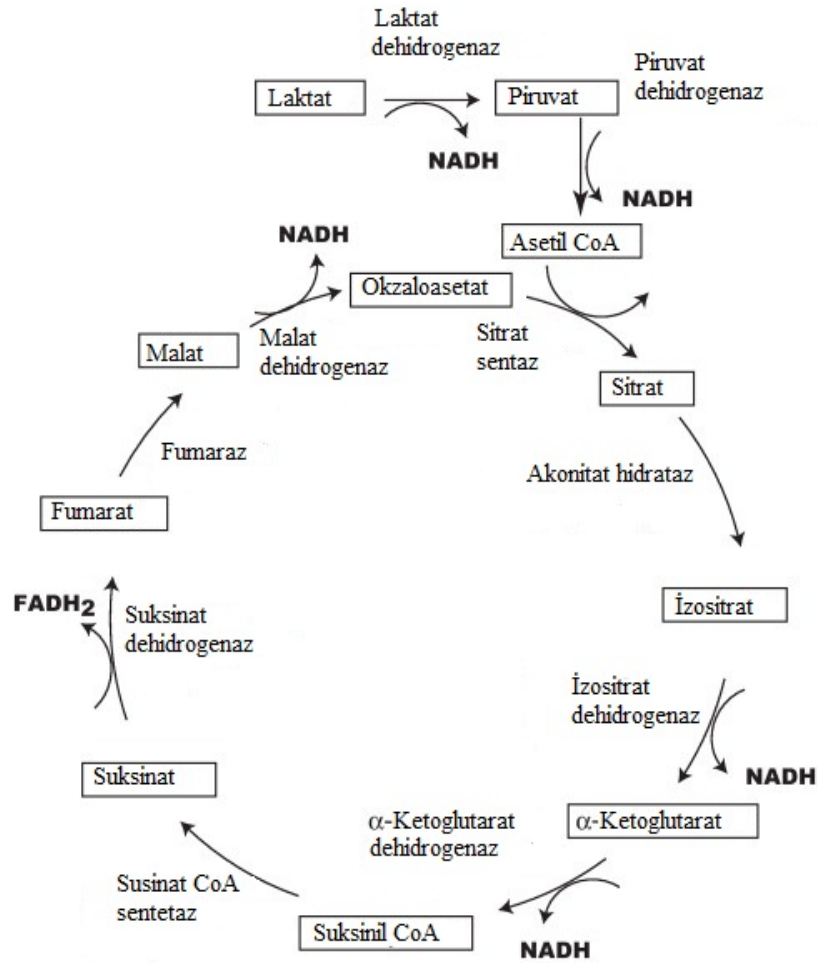 Laktat
dehidrogenaz
Piruvat
dehidrogenaz
Laktat
Piruvat
NADH
NADH
NADH
Asetil CoA
Okzaloasetat
Malat
Malat
dehidrogenaz
Sitrat
sentaz
Sitrat
Fumaraz
Akonitat hidrataz
Fumarat
FADH2
Suksinat
dehidrogenaz
İzositrat
İzositrat
dehidrogenaz
NADH
Suksinat
α-Ketoglutarat
dehidrogenaz
α-Ketoglutarat
Susinat CoA
sentetaz
Suksinil CoA
NADH